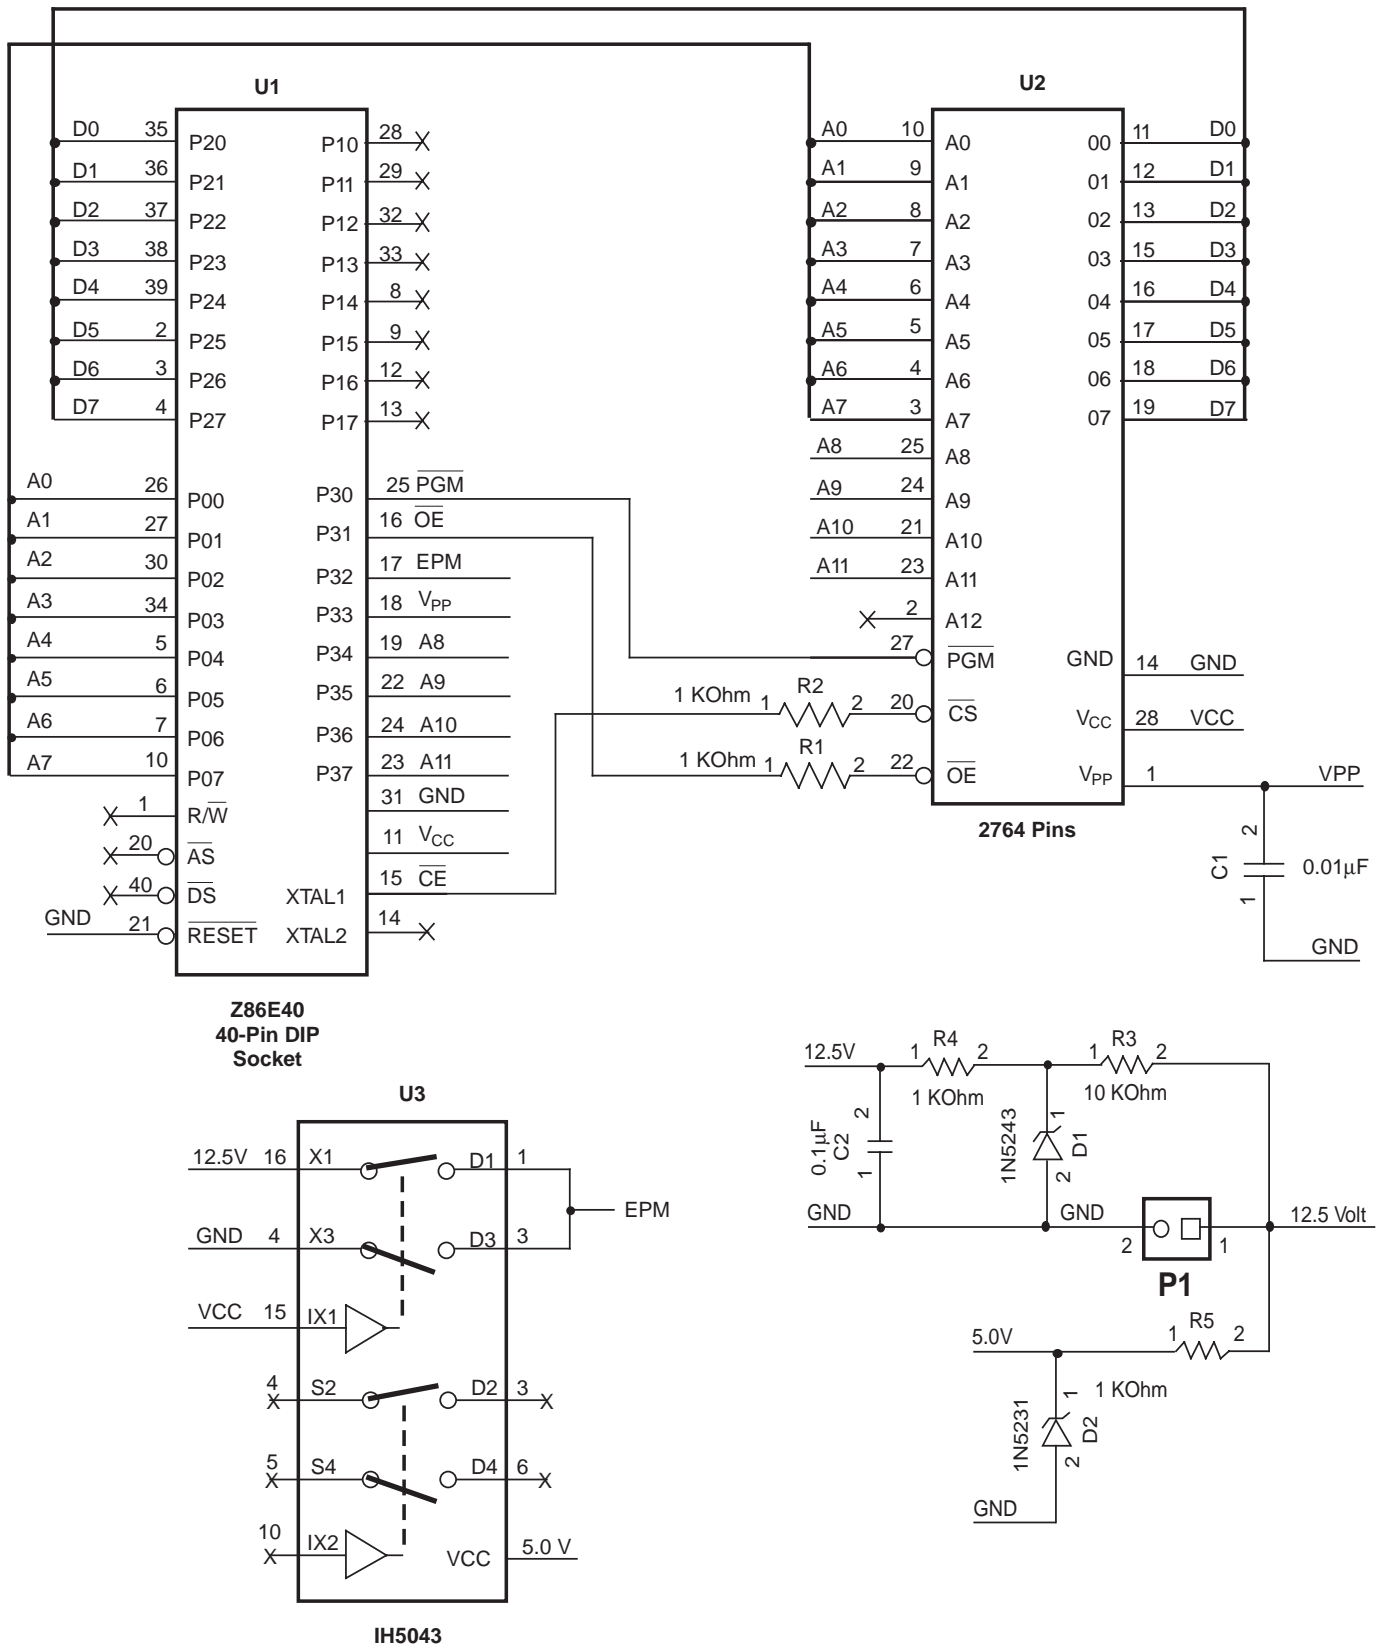 U1
D0 35 P20
D1 36 P21
D2 37 P22
D3 38 P23
D4 39 P24
D5 2 P25
D6 3 P26
D7 4 P27
A0 26 P00
A1 27 P01
A2 30 P02
A3 34 P03
A4 5 P04
A5 6 P05
A6 7 P06
A7 10 P07
1 R/W̅
20 A̅S̅
40 D̅S̅
GND 21 R̅E̅S̅E̅T̅
P10 28
P11 29
P12 32
P13 33
P14 8
P15 9
P16 12
P17 13
P30 25 P̅G̅M̅
P31 16 O̅E̅
P32 17 EPM
P33 18 VPP
P34 19 A8
P35 22 A9
P36 24 A10
P37 23 A11
31 GND
11 VCC
XTAL1 15 C̅E̅
XTAL2 14
Z86E40
40-Pin DIP
Socket
U2
A0 10 A0
A1 9 A1
A2 8 A2
A3 7 A3
A4 6 A4
A5 5 A5
A6 4 A6
A7 3 A7
A8 25 A8
A9 24 A9
A10 21 A10
A11 23 A11
2 A12
27 P̅G̅M̅
1 KOhm 1 R2 2 20 C̅S̅
1 KOhm 1 R1 2 22 O̅E̅
00 11 D0
01 12 D1
02 13 D2
03 15 D3
04 16 D4
05 17 D5
06 18 D6
07 19 D7
GND 14 GND
VCC 28 VCC
VPP 1 VPP
2764 Pins
2
C1 0.01µF
1
GND
U3
12.5V 16 X1 D1 1
EPM
GND 4 X3 D3 3
VCC 15 IX1
4 S2 D2 3
5 S4 D4 6
10 IX2
VCC 5.0 V
IH5043
12.5V 1 R4 2 1 R3 2
1 KOhm 10 KOhm
0.1µF C2 2 1
1N5243 D1 1 2
GND GND 2 1 12.5 Volt
P1
5.0V 1 R5 2
1 KOhm
1N5231 D2 1 2
GND